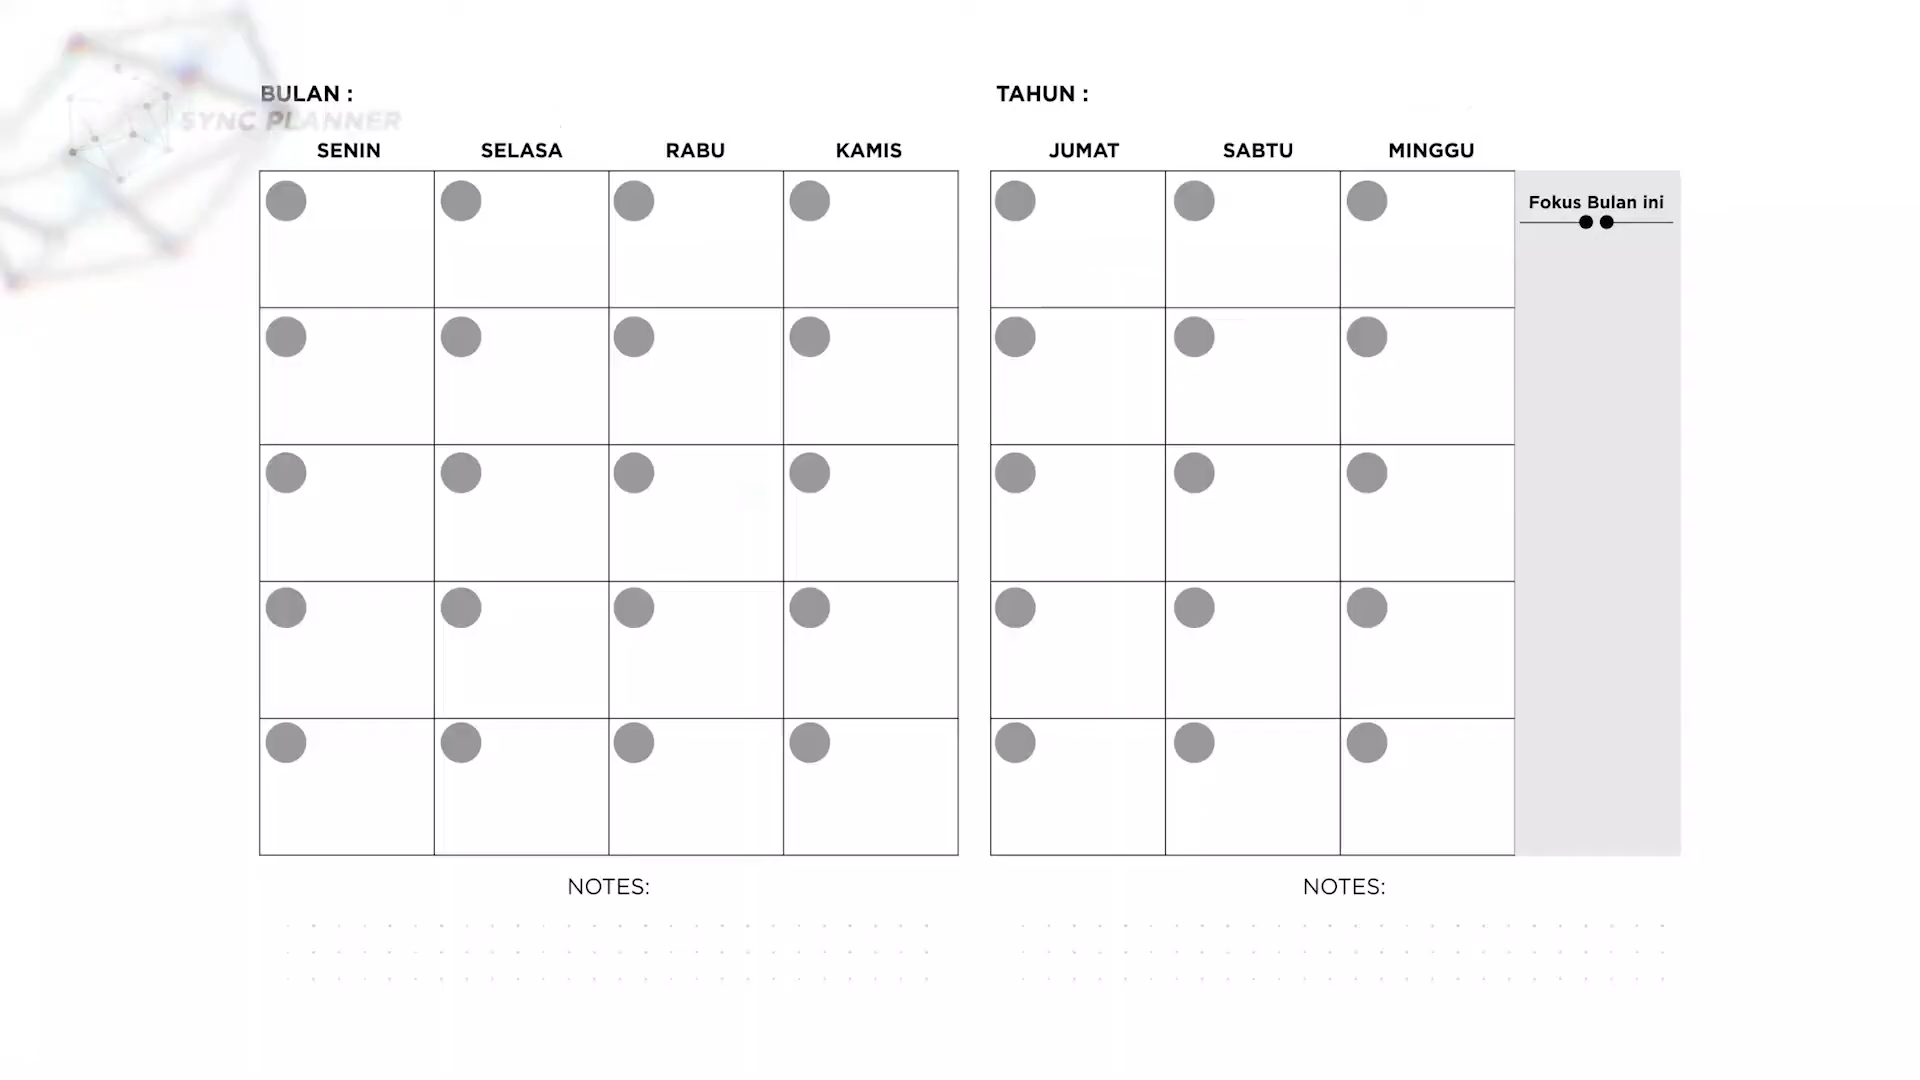 BULAN :
TAHUN :
SYNC PLANNER
SENIN SELASA RABU KAMIS JUMAT SABTU MINGGU
Fokus Bulan ini
NOTES:
NOTES: